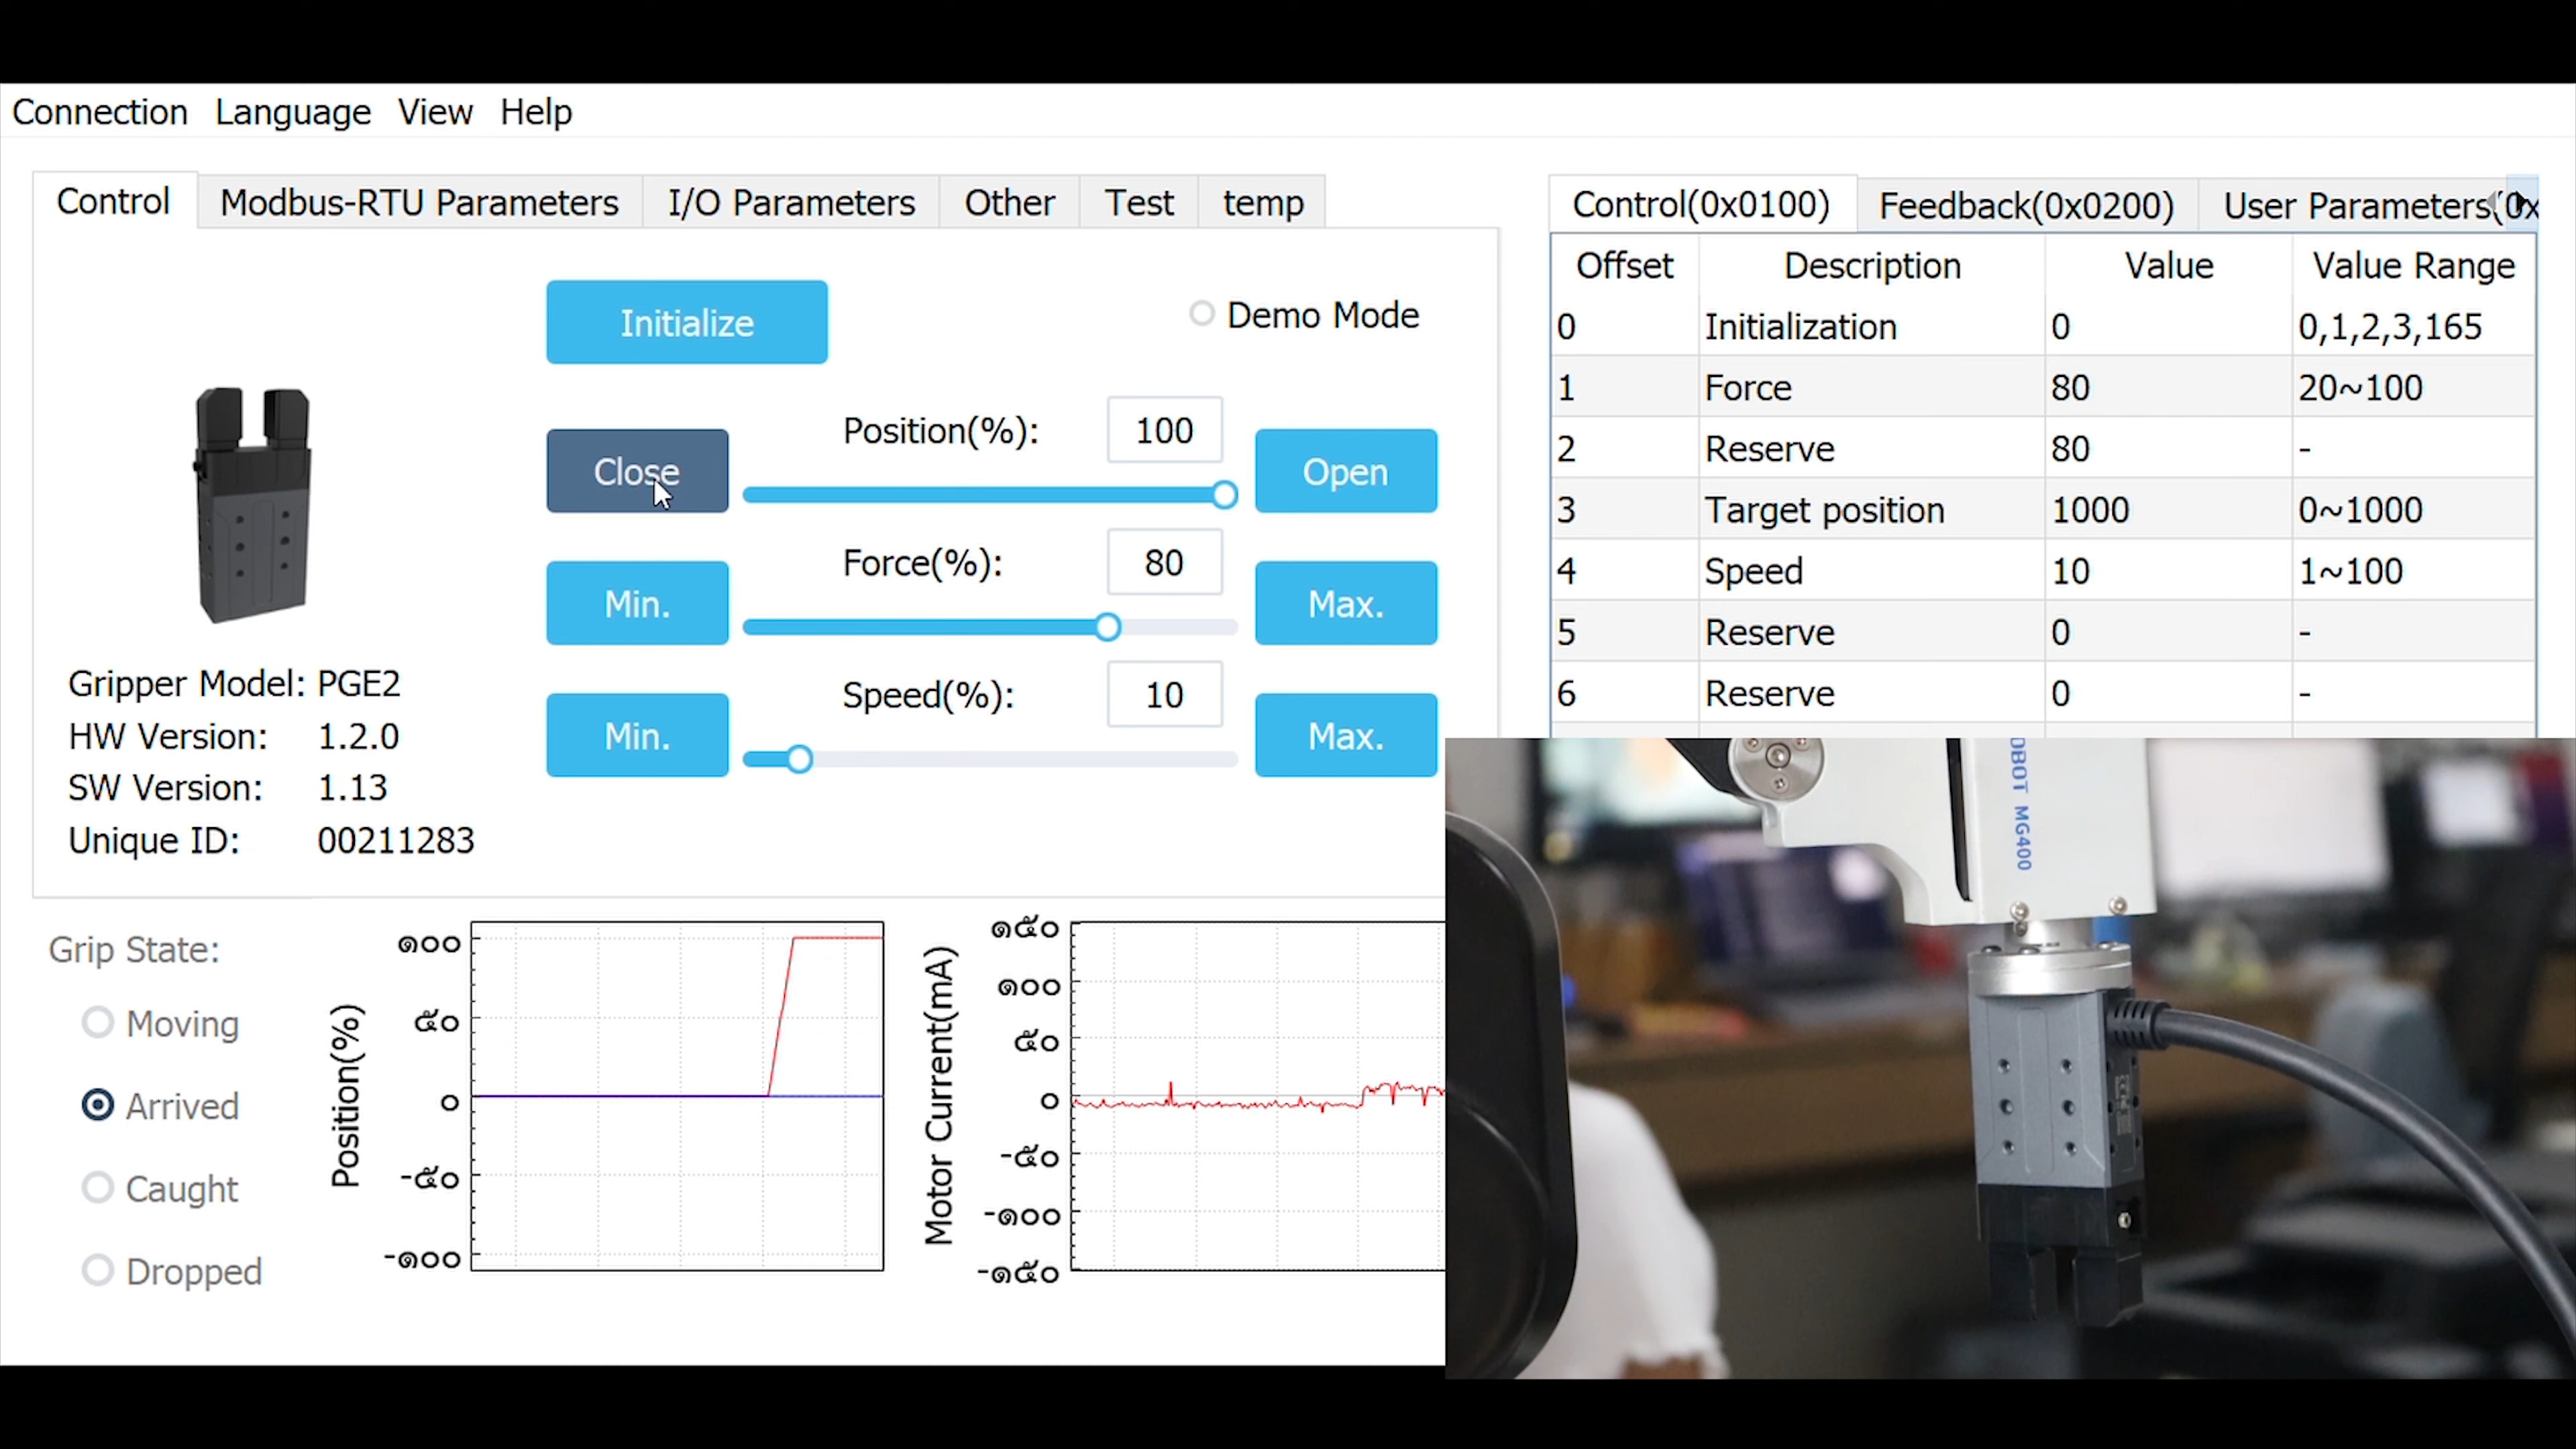 Connection Language View Help
Control Modbus-RTU Parameters I/O Parameters Other Test temp
Initialize
Demo Mode
Close
Position(%): 100
Open
Min.
Force(%): 80
Max.
Min.
Speed(%): 10
Max.
Gripper Model: PGE2
HW Version: 1.2.0
SW Version: 1.13
Unique ID: 00211283
Control(0x0100) Feedback(0x0200) User Parameters(0x
Offset Description Value Value Range
0 Initialization 0 0,1,2,3,165
1 Force 80 20~100
2 Reserve 80 -
3 Target position 1000 0~1000
4 Speed 10 1~100
5 Reserve 0 -
6 Reserve 0 -
Grip State:
Moving
Arrived
Caught
Dropped
Position(%)
๑๐๐
๕๐
๐
-๕๐
-๑๐๐
Motor Current(mA)
๑๕๐
๑๐๐
๕๐
๐
-๕๐
-๑๐๐
-๑๕๐
OBOT MG400